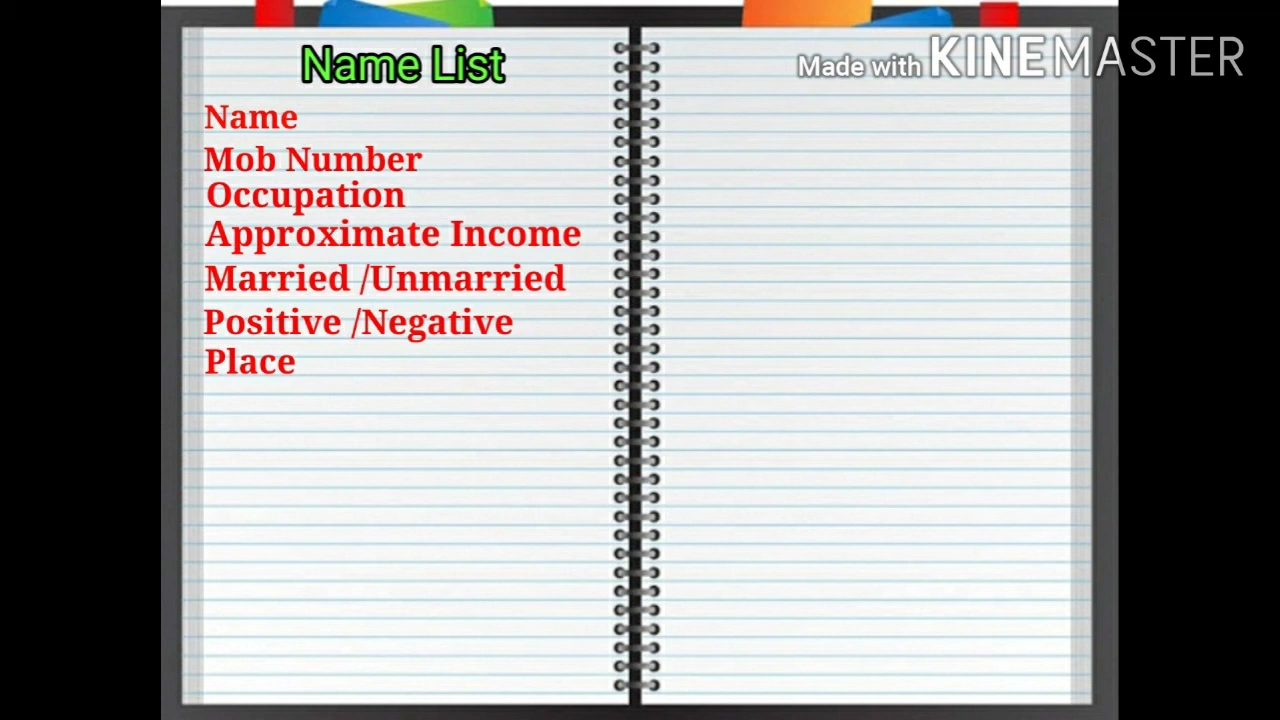 Name List
Made with KINEMASTER
Name
Mob Number
Occupation
Approximate Income
Married /Unmarried
Positive /Negative
Place